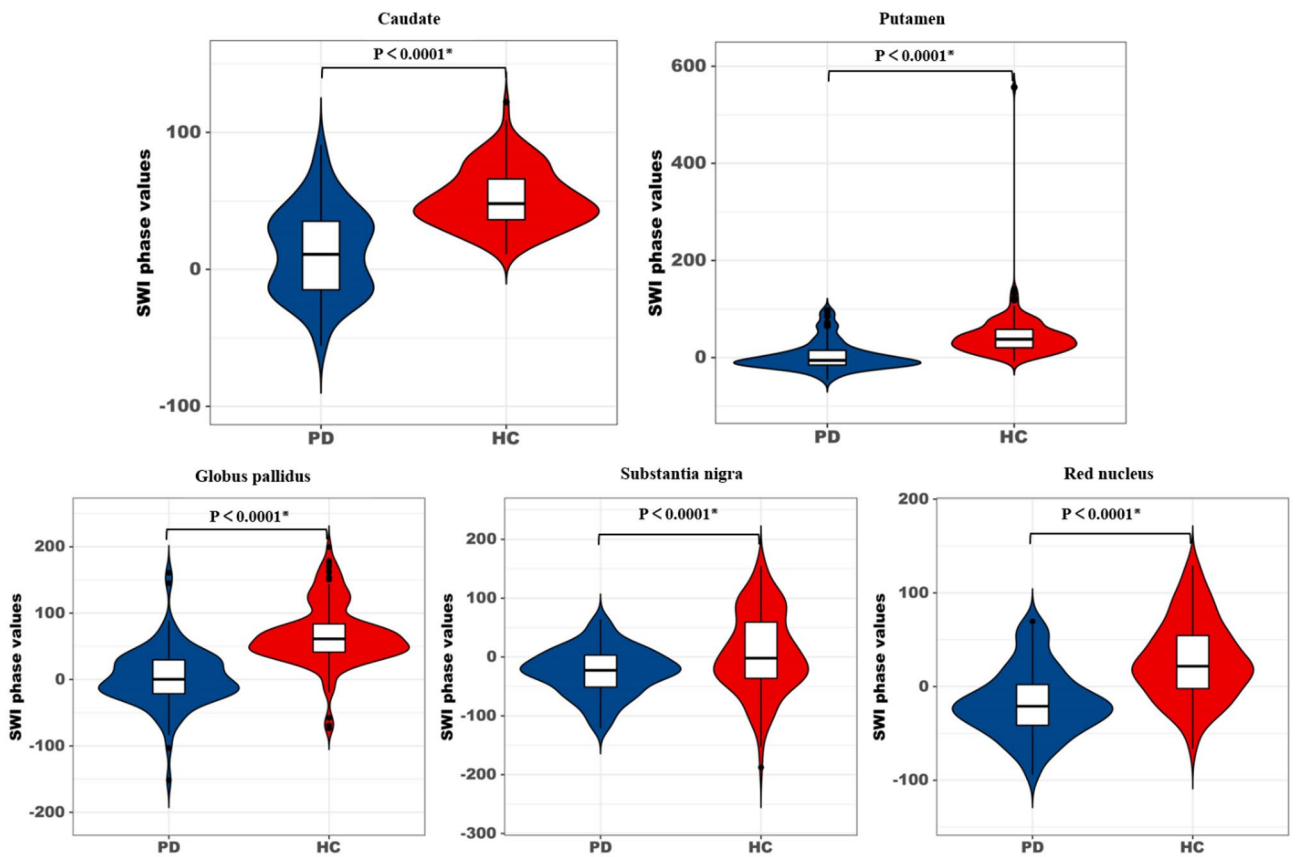 Caudate
P < 0.0001*
SWI phase values
100
0
-100
PD
HC
Putamen
P < 0.0001*
SWI phase values
600
400
200
0
PD
HC
Globus pallidus
P < 0.0001*
SWI phase values
200
100
0
-100
-200
PD
HC
Substantia nigra
P < 0.0001*
SWI phase values
200
100
0
-100
-200
-300
PD
HC
Red nucleus
P < 0.0001*
SWI phase values
200
100
0
-100
PD
HC